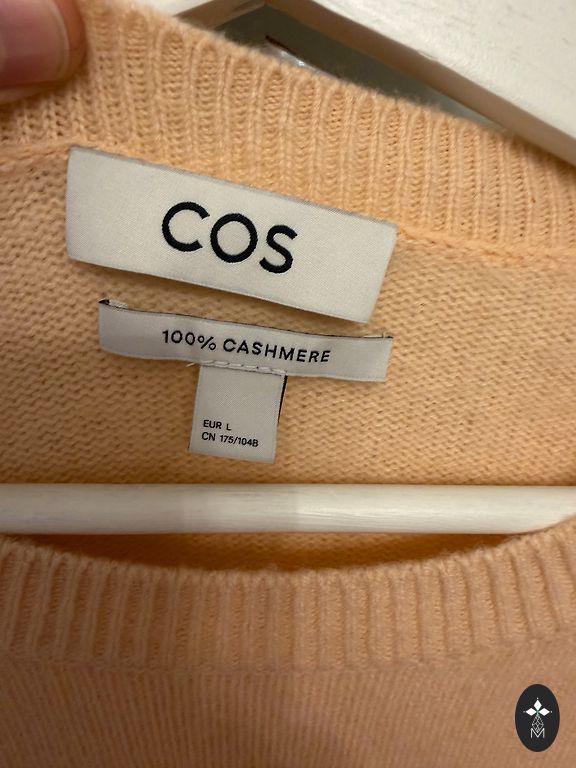 COS
100% CASHMERE
EUR L
CN 175/104B
M